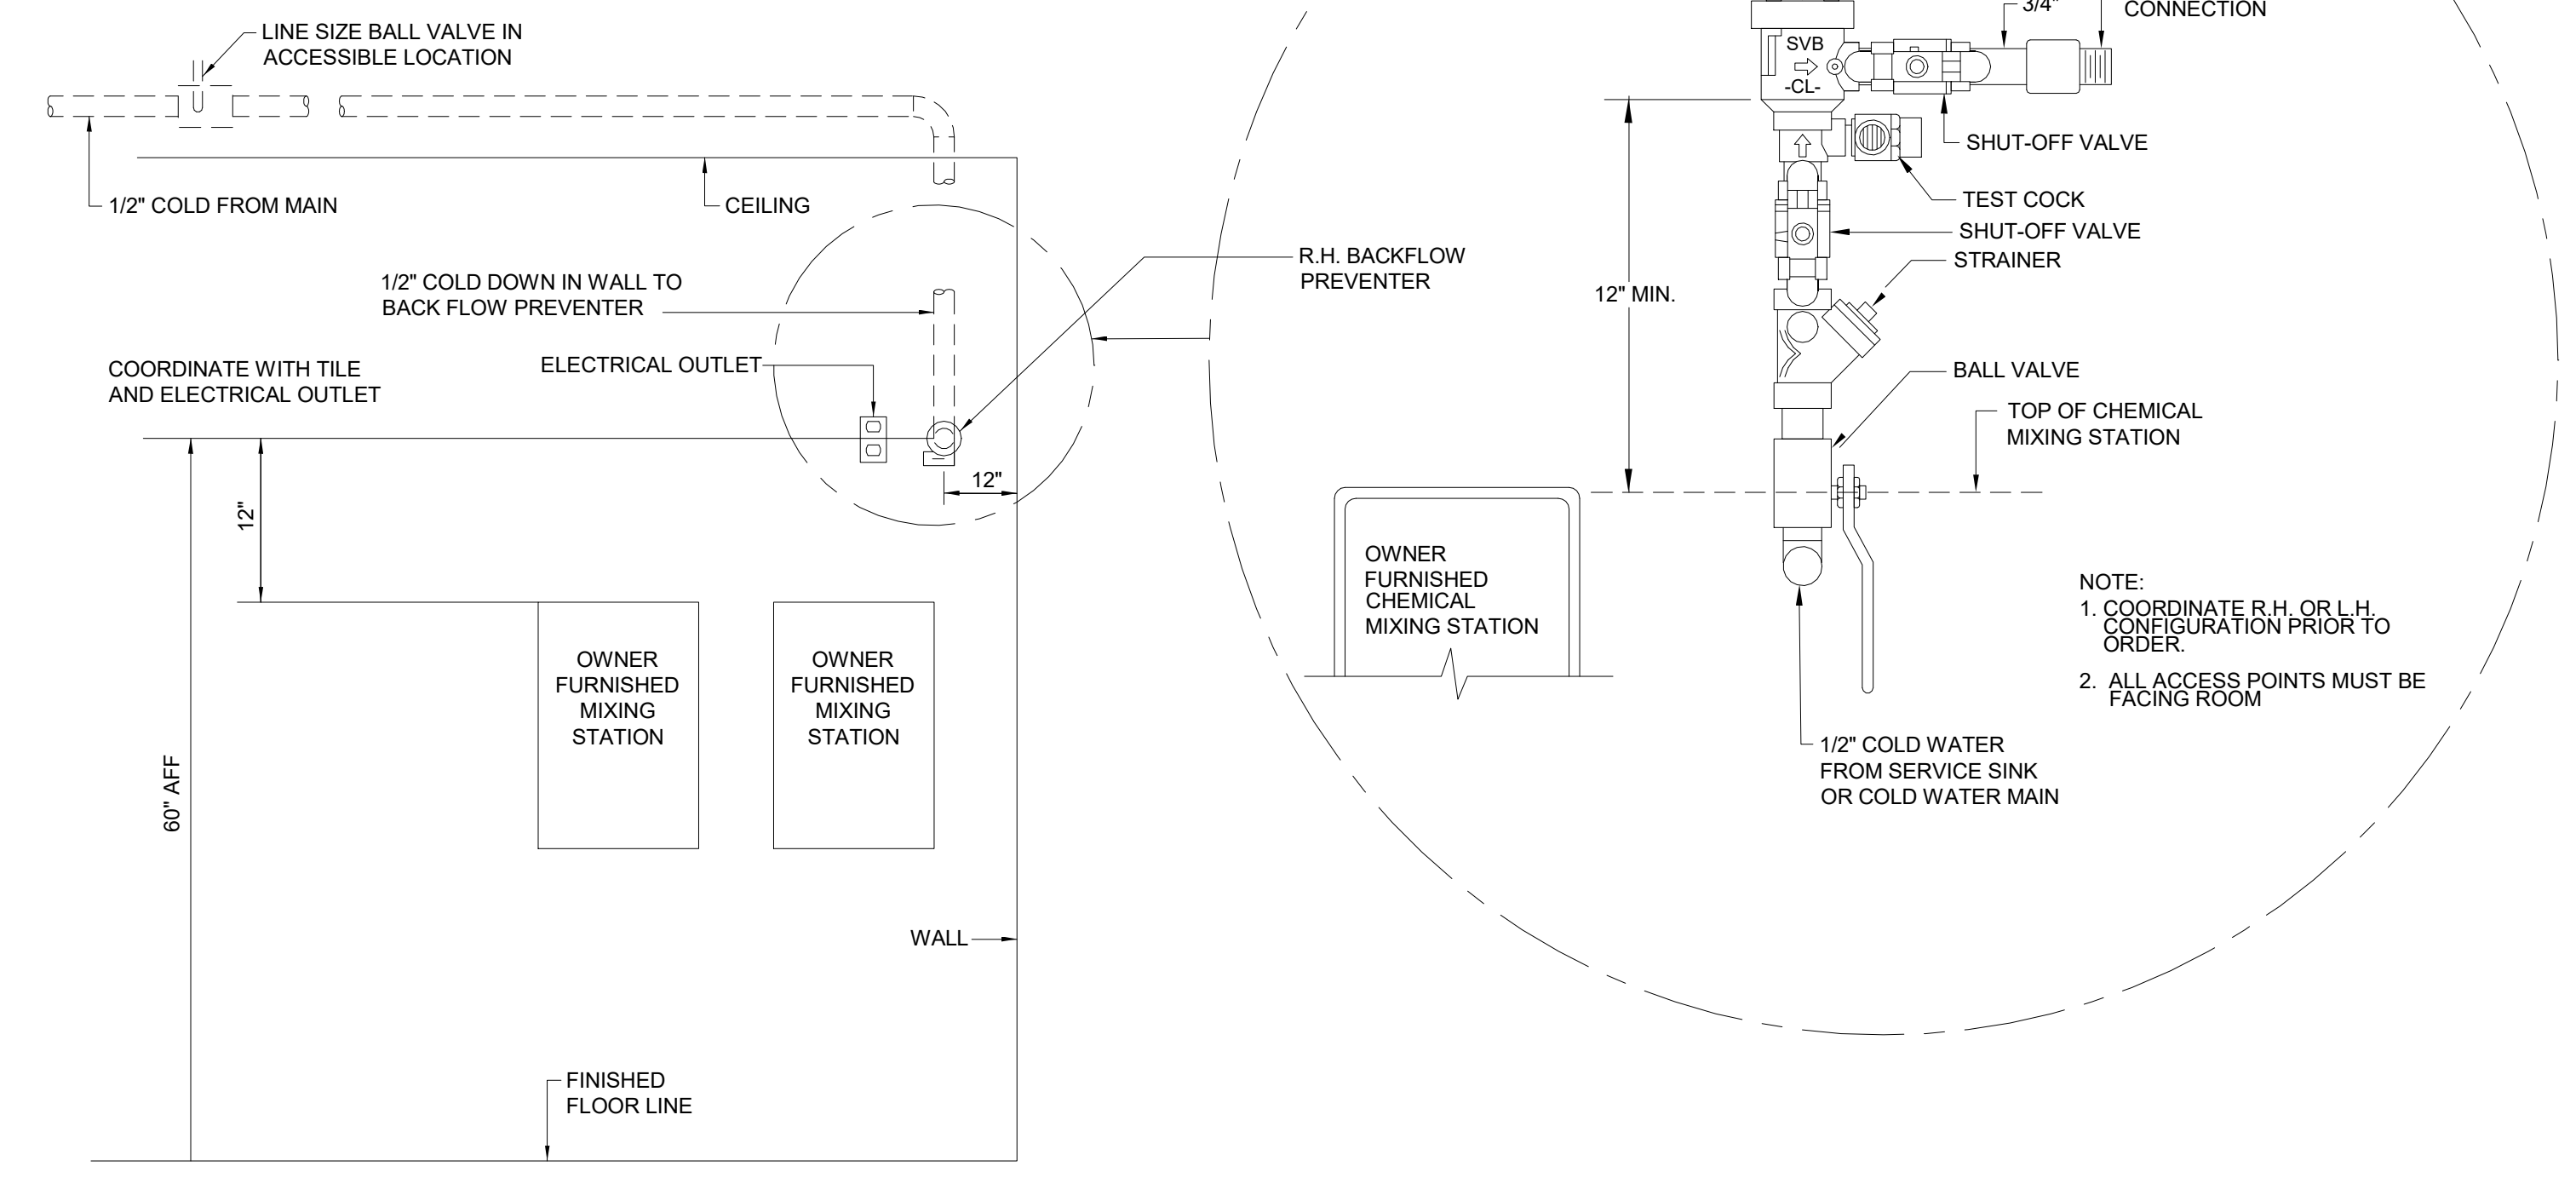 LINE SIZE BALL VALVE IN
ACCESSIBLE LOCATION
1/2" COLD FROM MAIN
CEILING
1/2" COLD DOWN IN WALL TO
BACK FLOW PREVENTER
R.H. BACKFLOW
PREVENTER
COORDINATE WITH TILE
AND ELECTRICAL OUTLET
ELECTRICAL OUTLET
12"
12"
60" AFF
OWNER
FURNISHED
MIXING
STATION
OWNER
FURNISHED
MIXING
STATION
WALL
FINISHED
FLOOR LINE
3/4"
CONNECTION
SVB
-CL-
SHUT-OFF VALVE
TEST COCK
SHUT-OFF VALVE
STRAINER
12" MIN.
BALL VALVE
TOP OF CHEMICAL
MIXING STATION
OWNER
FURNISHED
CHEMICAL
MIXING STATION
NOTE:
1. COORDINATE R.H. OR L.H.
CONFIGURATION PRIOR TO
ORDER.
2. ALL ACCESS POINTS MUST BE
FACING ROOM
1/2" COLD WATER
FROM SERVICE SINK
OR COLD WATER MAIN